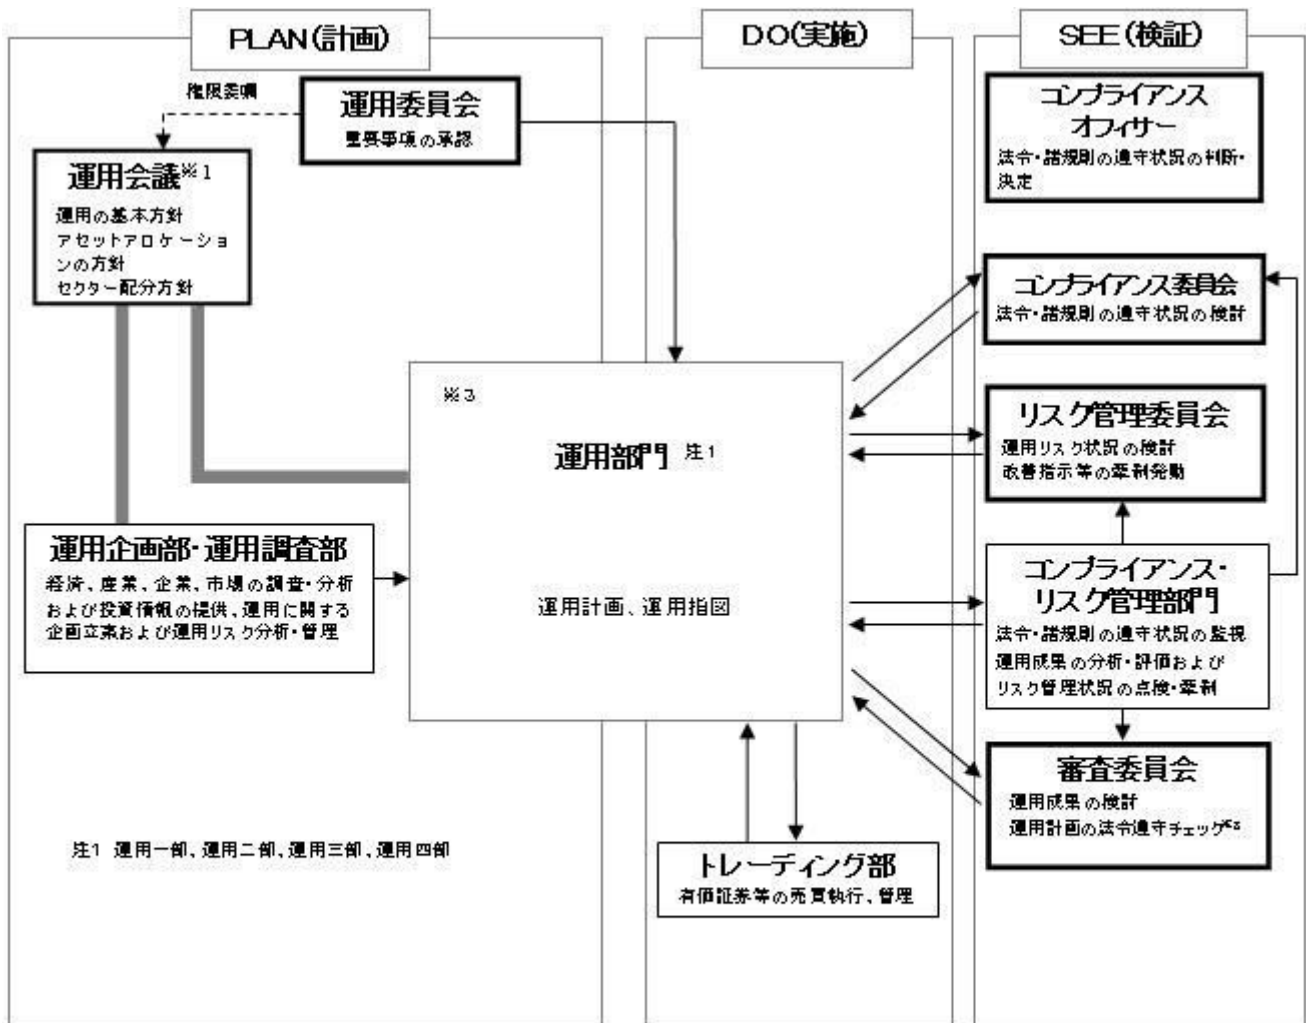 PLAN(計画)
DO(実施)
SEE(検証)
権限委嘱
運用委員会
重要事項の承認
運用会議※1
運用の基本方針
アセットアロケーショ
ンの方針
セクター配分方針
※3
運用部門 注1
運用計画、運用指図
運用企画部・運用調査部
経済、産業、企業、市場の調査・分析
および投資情報の提供、運用に関する
企画立案および運用リスク分析・管理
注1 運用一部、運用二部、運用三部、運用四部
トレーディング部
有価証券等の売買執行、管理
コンプライアンス
オフィサー
法令・諸規則の遵守状況の判断・
決定
コンプライアンス委員会
法令・諸規則の遵守状況の検討
リスク管理委員会
運用リスク状況の検討
改善指示等の牽制発動
コンプライアンス・
リスク管理部門
法令・諸規則の遵守状況の監視
運用成果の分析・評価および
リスク管理状況の点検・牽制
審査委員会
運用成果の検討
運用計画の法令遵守チェック